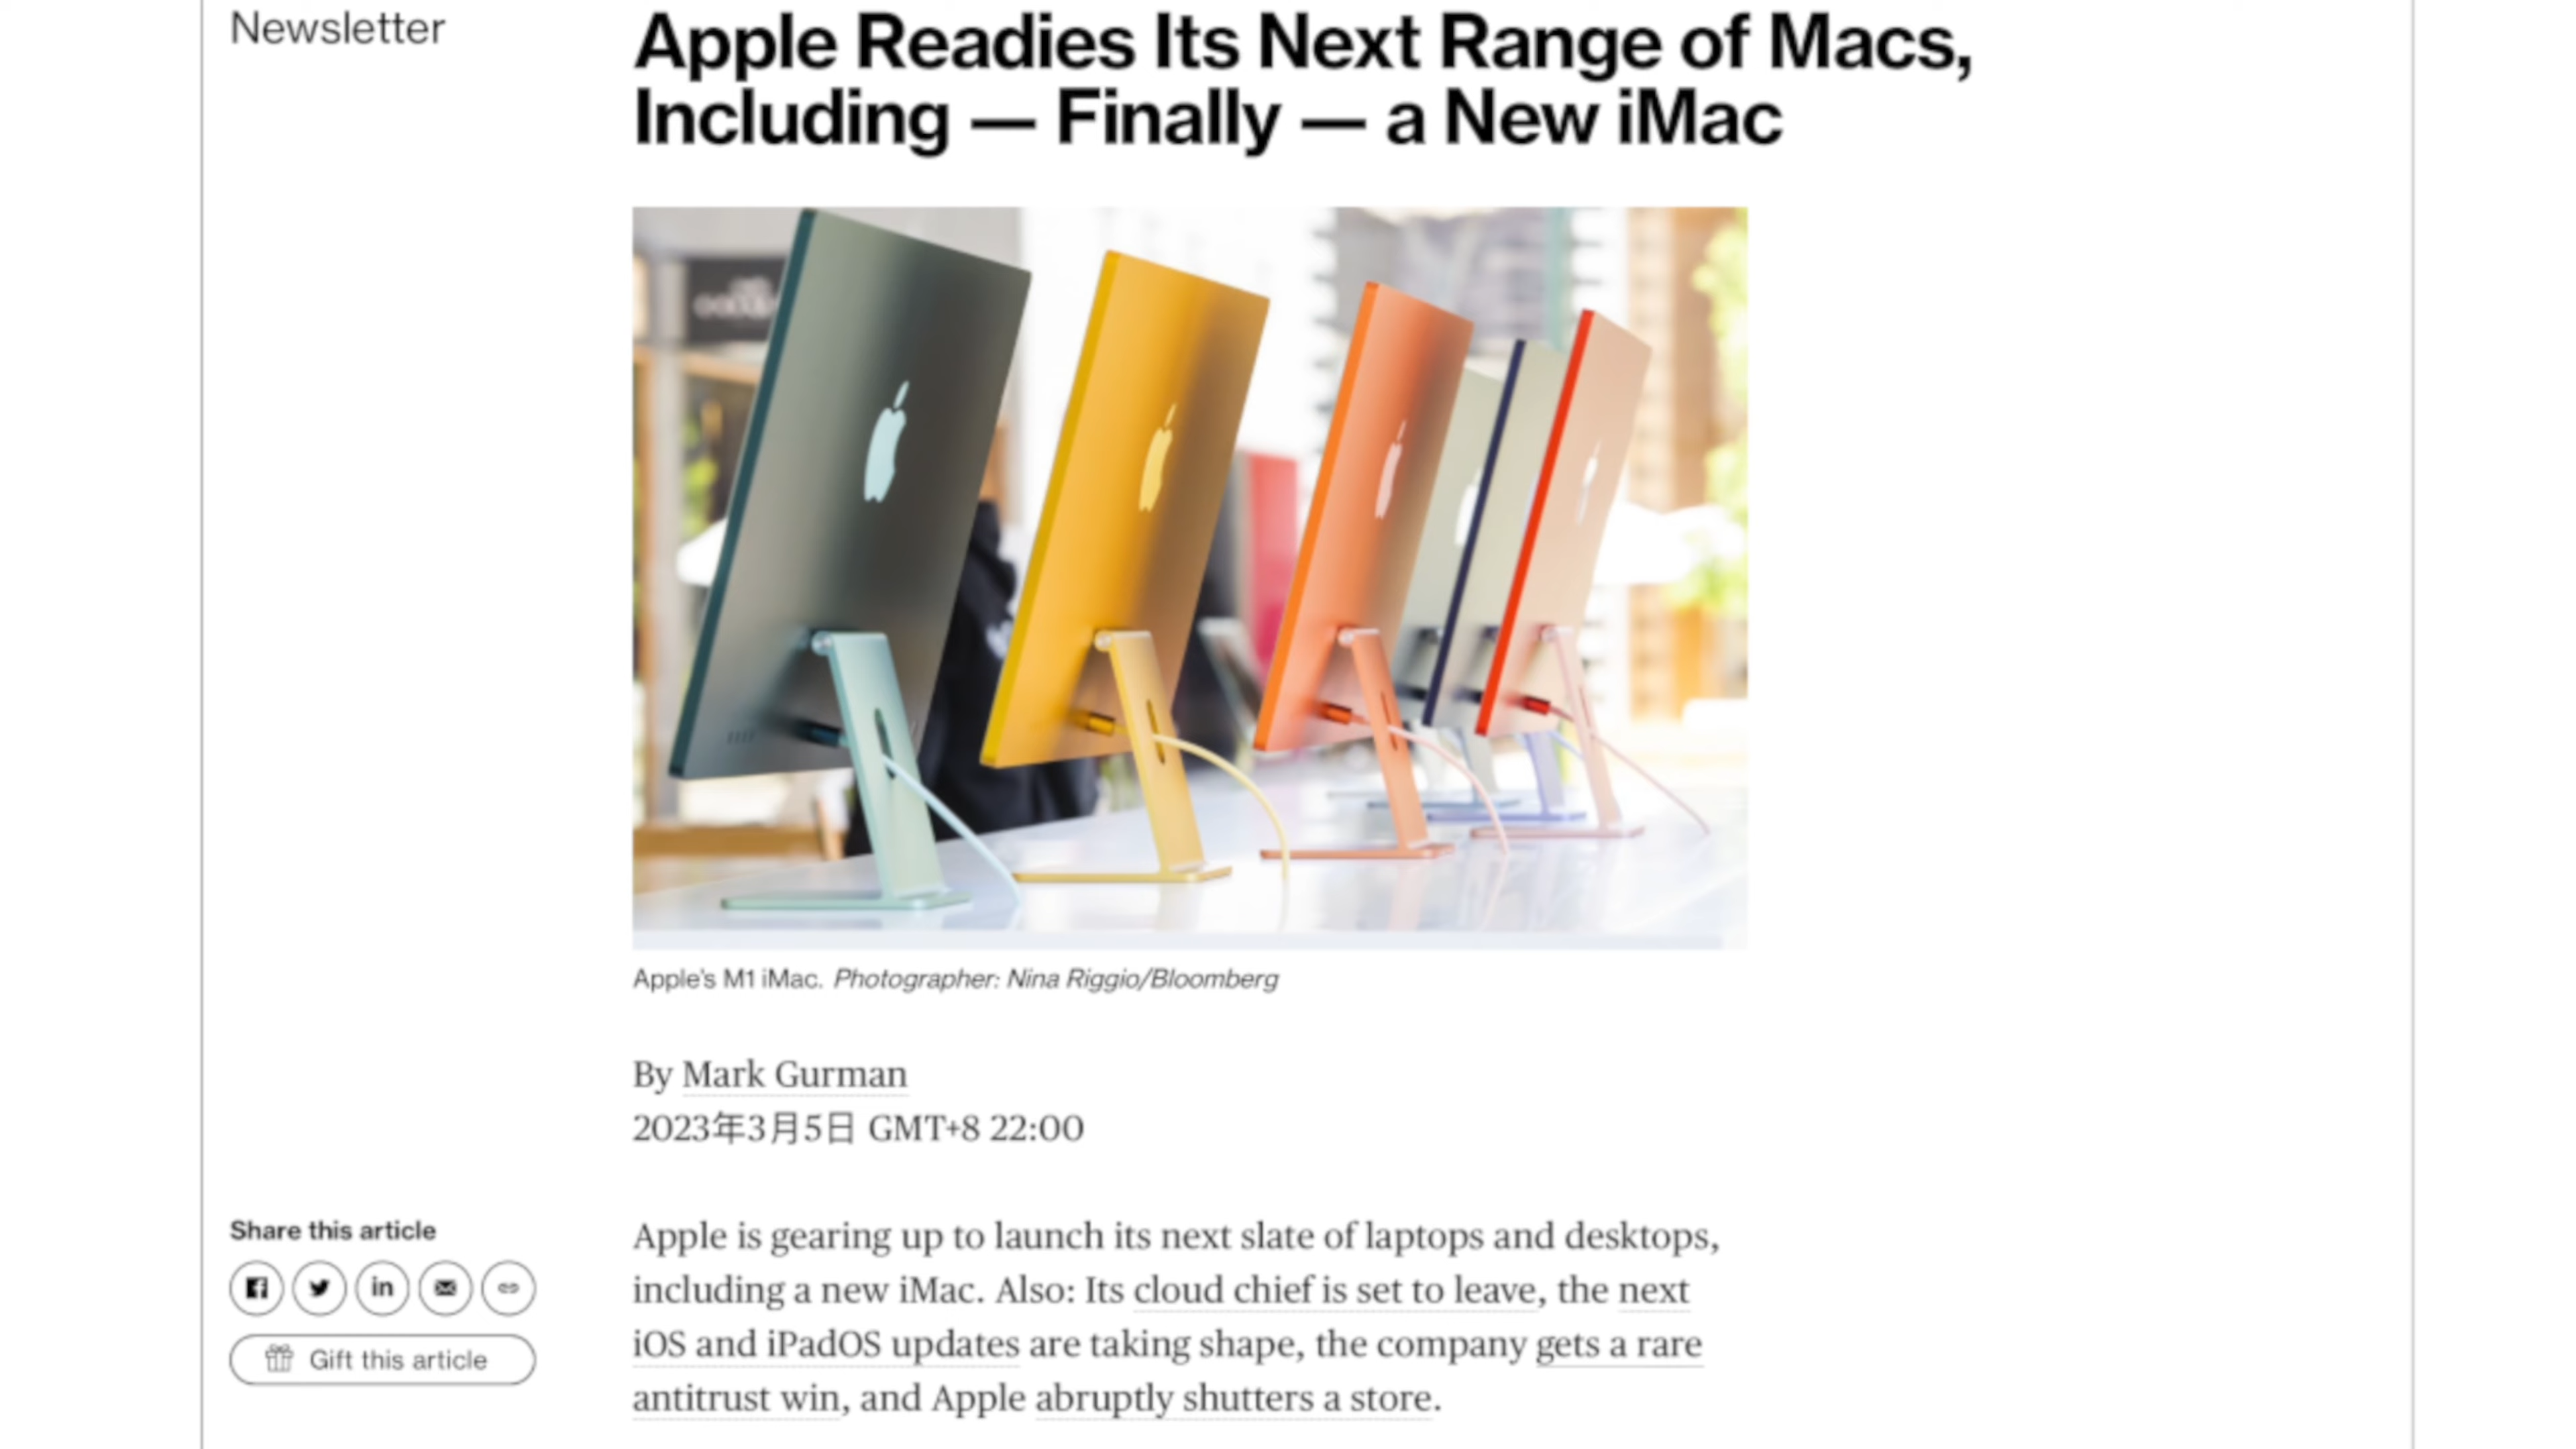 Newsletter
Apple Readies Its Next Range of Macs,
Including — Finally — a New iMac
Apple's M1 iMac. Photographer: Nina Riggio/Bloomberg
By Mark Gurman
2023年3月5日 GMT+8 22:00
Share this article
in
Gift this article
Apple is gearing up to launch its next slate of laptops and desktops,
including a new iMac. Also: Its cloud chief is set to leave, the next
iOS and iPadOS updates are taking shape, the company gets a rare
antitrust win, and Apple abruptly shutters a store.